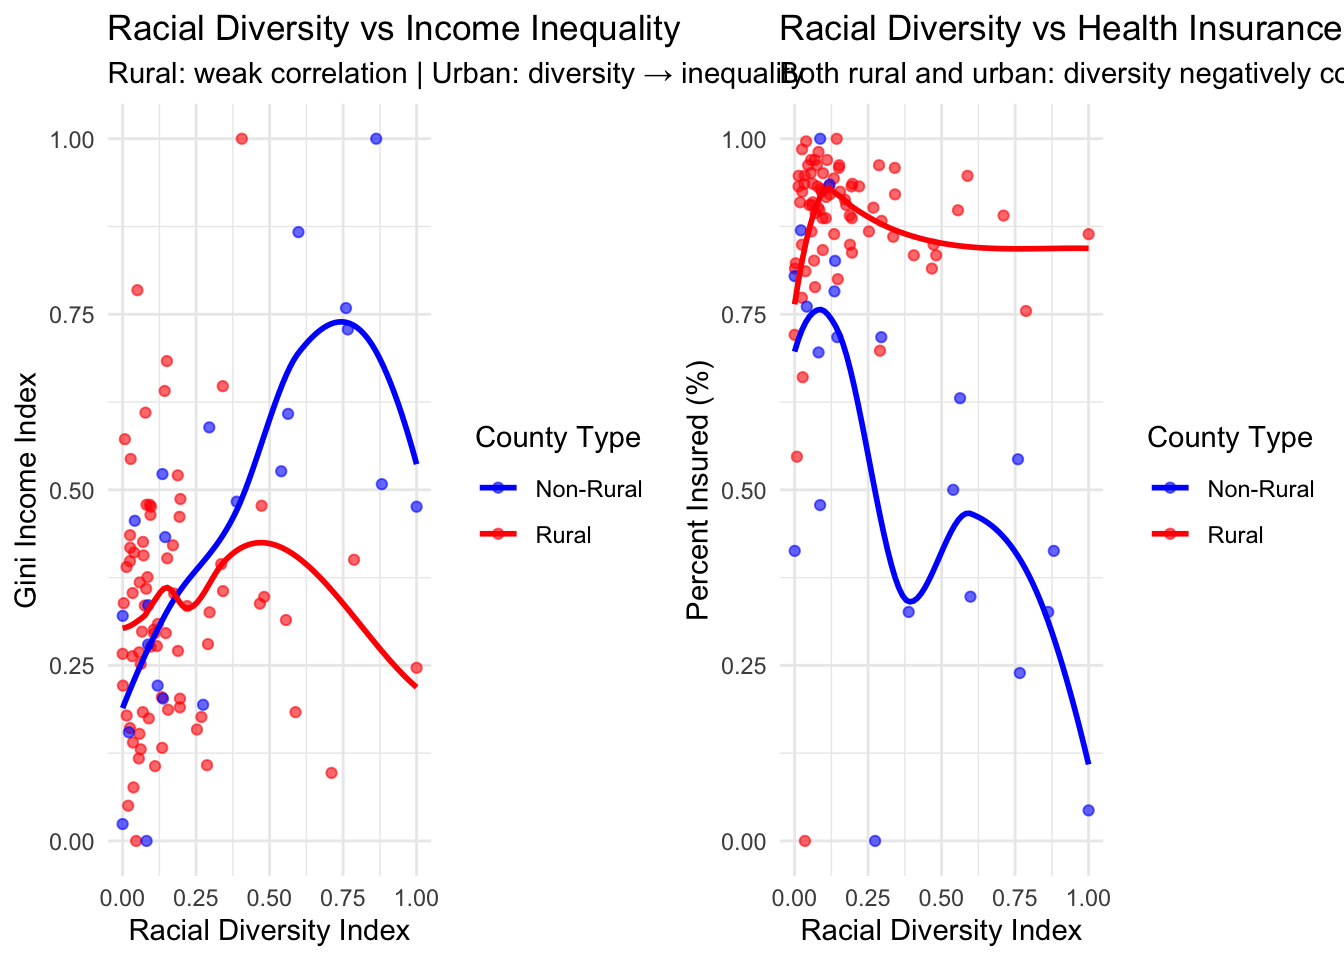 Racial Diversity vs Income Inequality
Rural: weak correlation | Urban: diversity → inequality
1.00
0.75
0.50
0.25
0.00
Gini Income Index
0.00 0.25 0.50 0.75 1.00
Racial Diversity Index
County Type
Non-Rural
Rural
Racial Diversity vs Health Insurance
Both rural and urban: diversity negatively co
1.00
0.75
0.50
0.25
0.00
Percent Insured (%)
0.00 0.25 0.50 0.75 1.00
Racial Diversity Index
County Type
Non-Rural
Rural